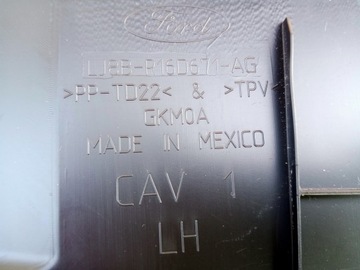 Ford
LJ8B-R16D671-AG
>PP-TD22< & >TPV<
GKM0A
MADE IN MEXICO
CAV 1
LH